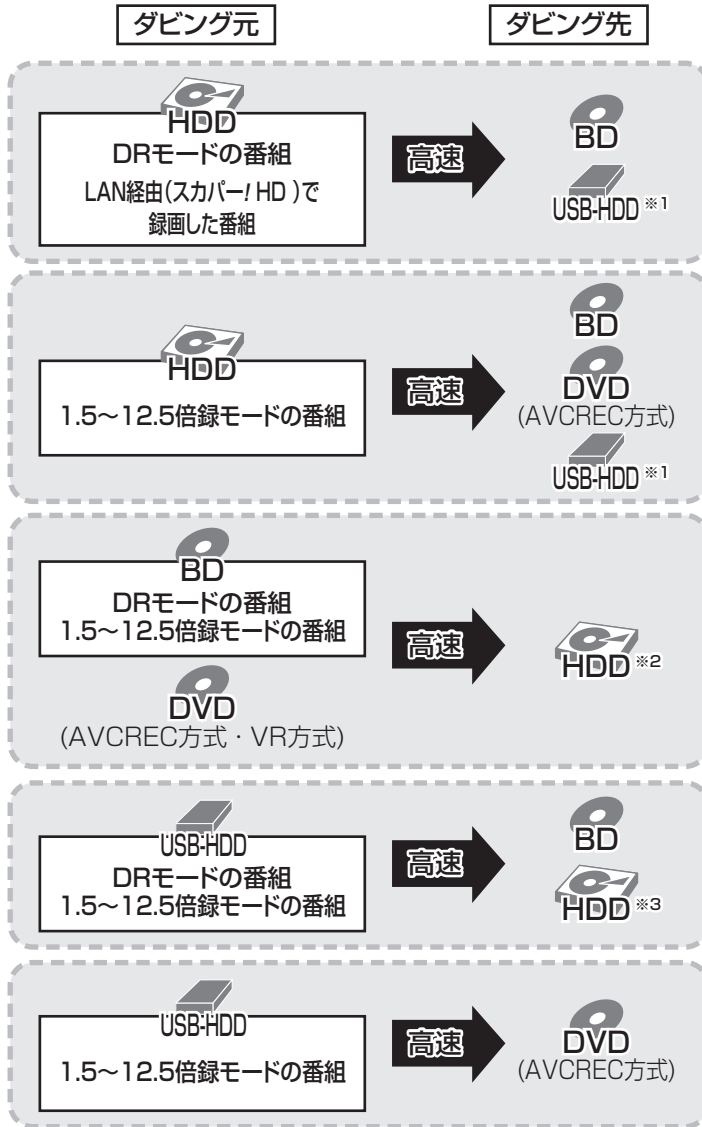 ダビング元
ダビング先
HDD
DRモードの番組
LAN経由(スカパー! HD )で
録画した番組
高速
BD
USB-HDD ※1
HDD
1.5～12.5倍録モードの番組
高速
BD
DVD
(AVCREC方式)
USB-HDD ※1
BD
DRモードの番組
1.5～12.5倍録モードの番組
DVD
(AVCREC方式・VR方式)
高速
HDD ※2
USB-HDD
DRモードの番組
1.5～12.5倍録モードの番組
高速
BD
HDD ※3
USB-HDD
1.5～12.5倍録モードの番組
高速
DVD
(AVCREC方式)